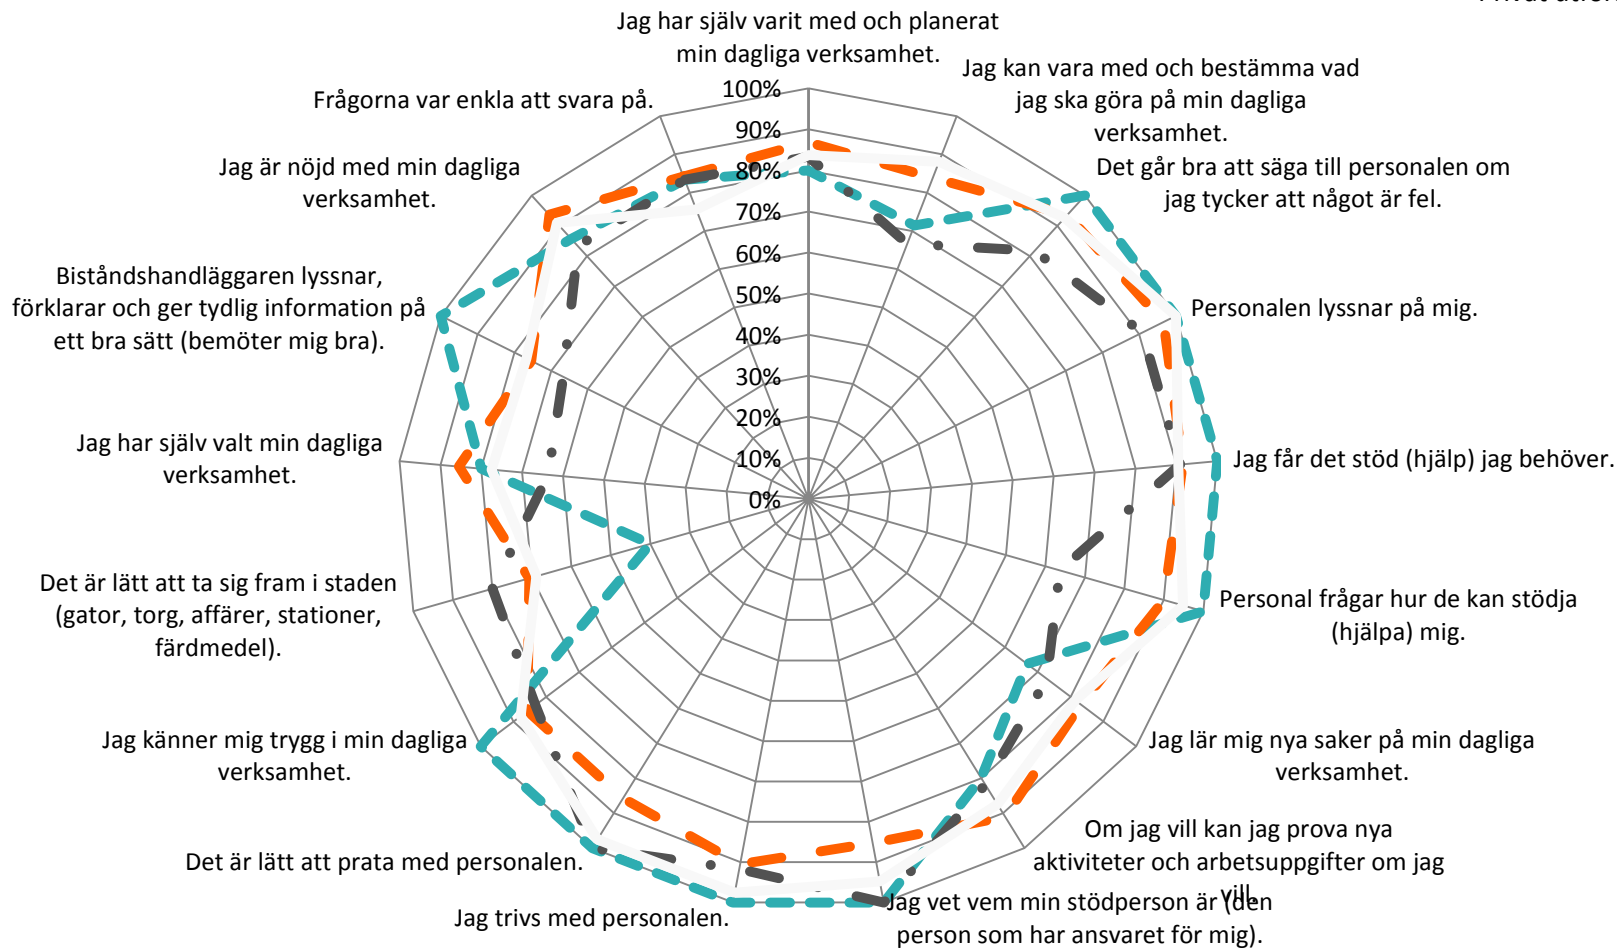 Jag har själv varit med och planerat
min dagliga verksamhet.
Jag kan vara med och bestämma vad
jag ska göra på min dagliga
verksamhet.
Det går bra att säga till personalen om
jag tycker att något är fel.
Personalen lyssnar på mig.
Jag får det stöd (hjälp) jag behöver.
Personal frågar hur de kan stödja
(hjälpa) mig.
Jag lär mig nya saker på min dagliga
verksamhet.
Om jag vill kan jag prova nya
aktiviteter och arbetsuppgifter om jag
vill.
Jag vet vem min stödperson är (den
person som har ansvaret för mig).
Jag trivs med personalen.
Det är lätt att prata med personalen.
Jag känner mig trygg i min dagliga
verksamhet.
Det är lätt att ta sig fram i staden
(gator, torg, affärer, stationer,
färdmedel).
Jag har själv valt min dagliga
verksamhet.
Biståndshandläggaren lyssnar,
förklarar och ger tydlig information på
ett bra sätt (bemöter mig bra).
Jag är nöjd med min dagliga
verksamhet.
Frågorna var enkla att svara på.
100%
90%
80%
70%
60%
50%
40%
30%
20%
10%
0%